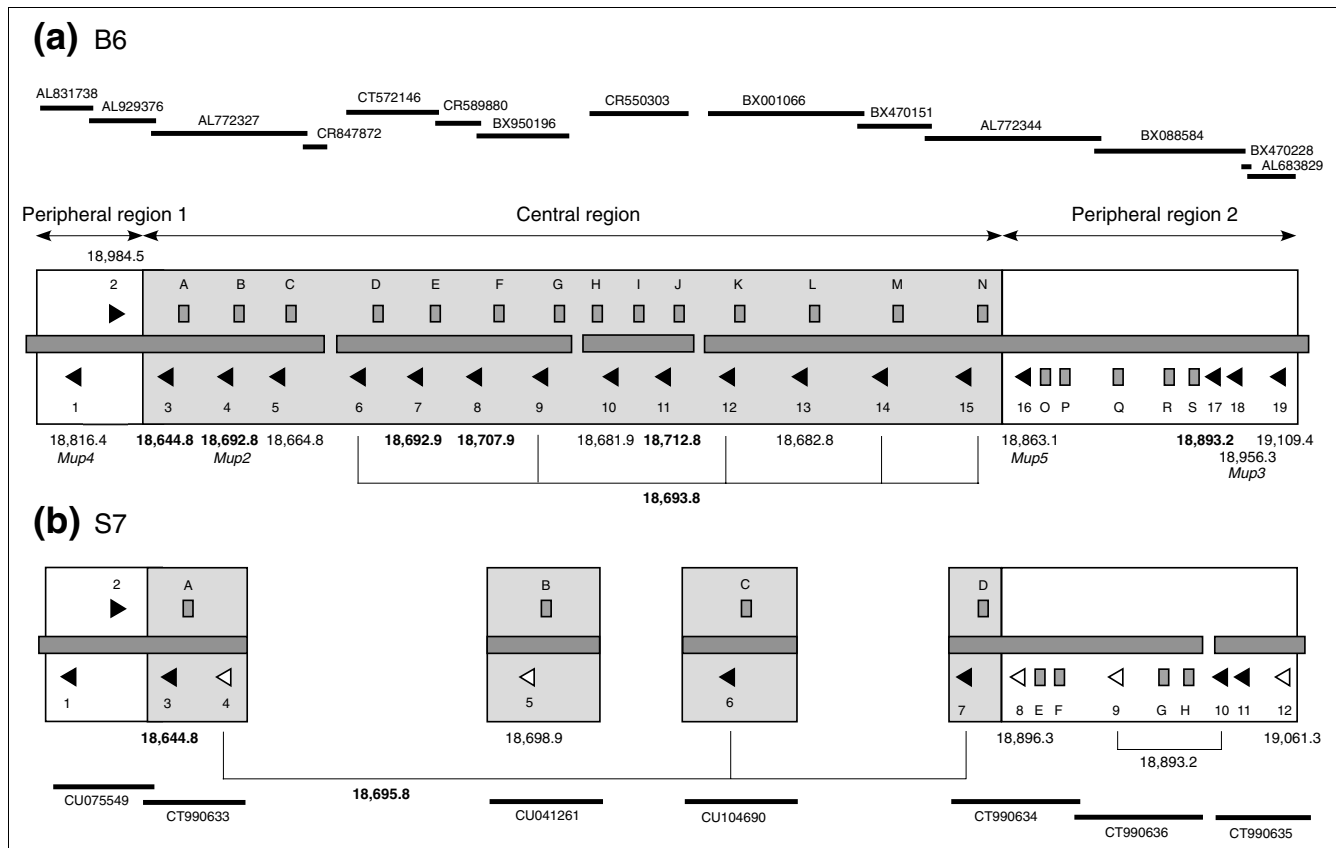 (a) B6
AL831738
AL929376
AL772327
CR847872
CT572146
CR589880
BX950196
CR550303
BX001066
BX470151
AL772344
BX088584
BX470228
AL683829
Peripheral region 1 Central region Peripheral region 2
18,984.5
2 A B C D E F G H I J K L M N
1 3 4 5 6 7 8 9 10 11 12 13 14 15 16 O P Q R S 17 18 19
18,816.4 18,644.8 18,692.8 18,664.8 18,692.9 18,707.9 18,681.9 18,712.8 18,682.8 18,863.1 18,893.2 19,109.4
Mup4 Mup2 Mup5 18,956.3
Mup3
18,693.8
(b) S7
2 A B C D
1 3 4 5 6 7 8 E F 9 G H 10 11 12
18,644.8 18,698.9 18,896.3 19,061.3
18,893.2
18,695.8
CU075549
CT990633
CU041261
CU104690
CT990634
CT990636
CT990635